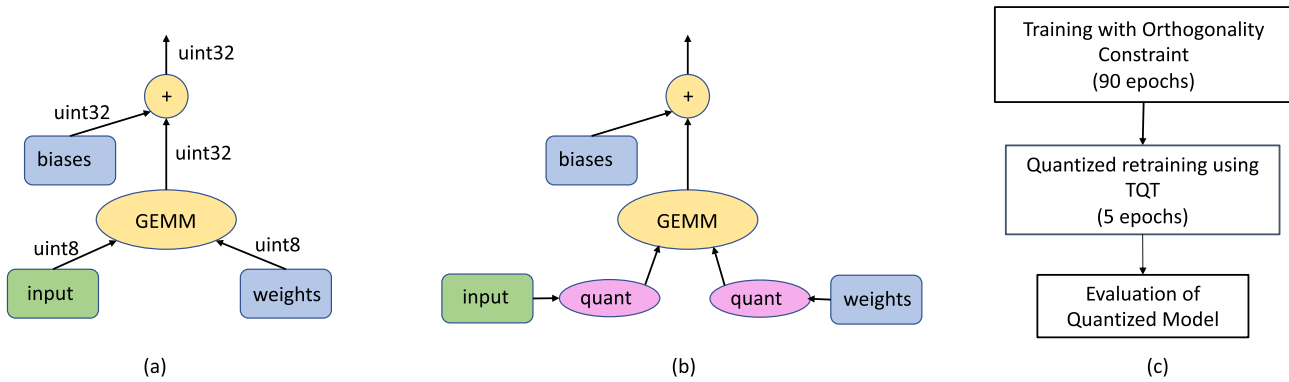 uint32
+
uint32
biases
uint32
GEMM
uint8
uint8
input
weights
(a)
+
biases
GEMM
input
quant
quant
weights
(b)
Training with Orthogonality
Constraint
(90 epochs)
Quantized retraining using
TQT
(5 epochs)
Evaluation of
Quantized Model
(c)